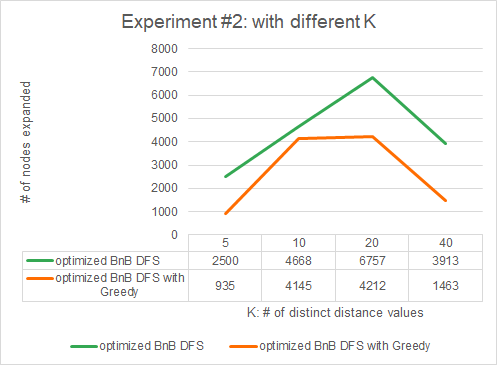 Experiment #2: with different K
# of nodes expanded
8000
7000
6000
5000
4000
3000
2000
1000
0
5 10 20 40
optimized BnB DFS 2500 4668 6757 3913
optimized BnB DFS with
Greedy 935 4145 4212 1463
K: # of distinct distance values
optimized BnB DFS optimized BnB DFS with Greedy